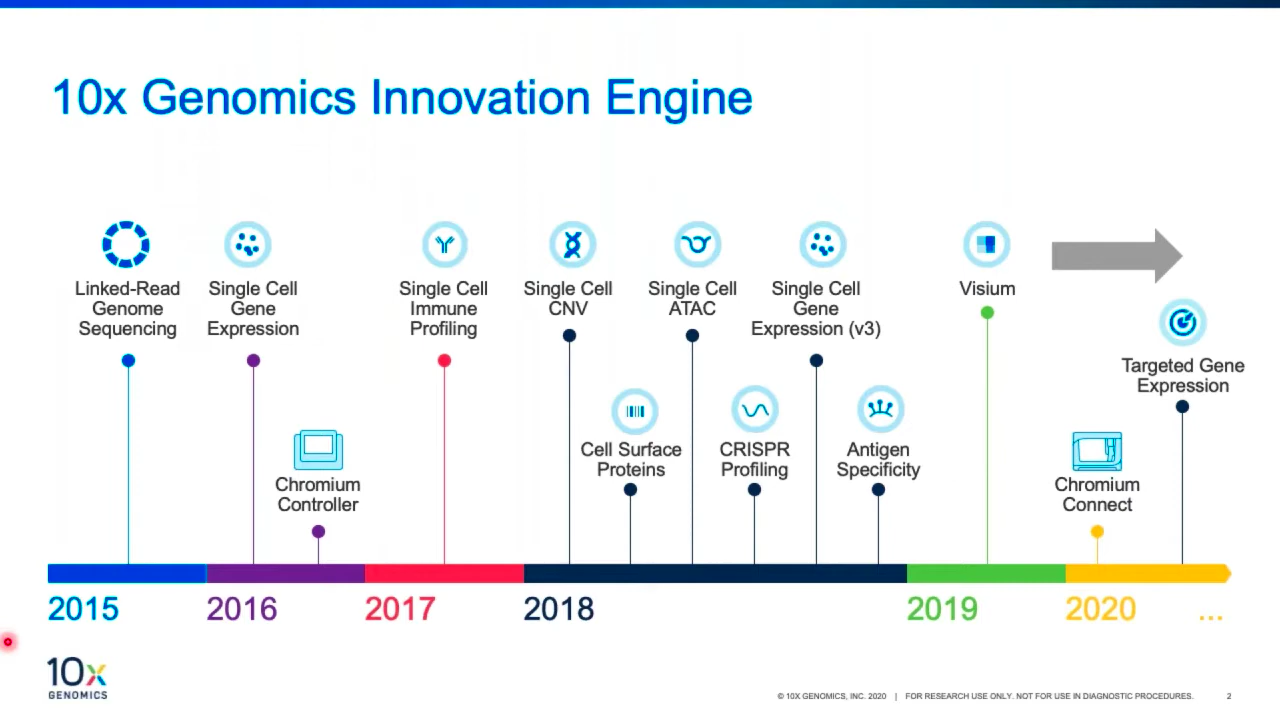 10x Genomics Innovation Engine
Linked-Read
Genome
Sequencing
Single Cell
Gene
Expression
Chromium
Controller
Single Cell
Immune
Profiling
Single Cell
CNV
Cell Surface
Proteins
Single Cell
ATAC
CRISPR
Profiling
Single Cell
Gene
Expression (v3)
Antigen
Specificity
Visium
Chromium
Connect
Targeted Gene
Expression
2015
2016
2017
2018
2019
2020
...
10x
GENOMICS
© 10X GENOMICS, INC. 2020 | FOR RESEARCH USE ONLY. NOT FOR USE IN DIAGNOSTIC PROCEDURES. 2